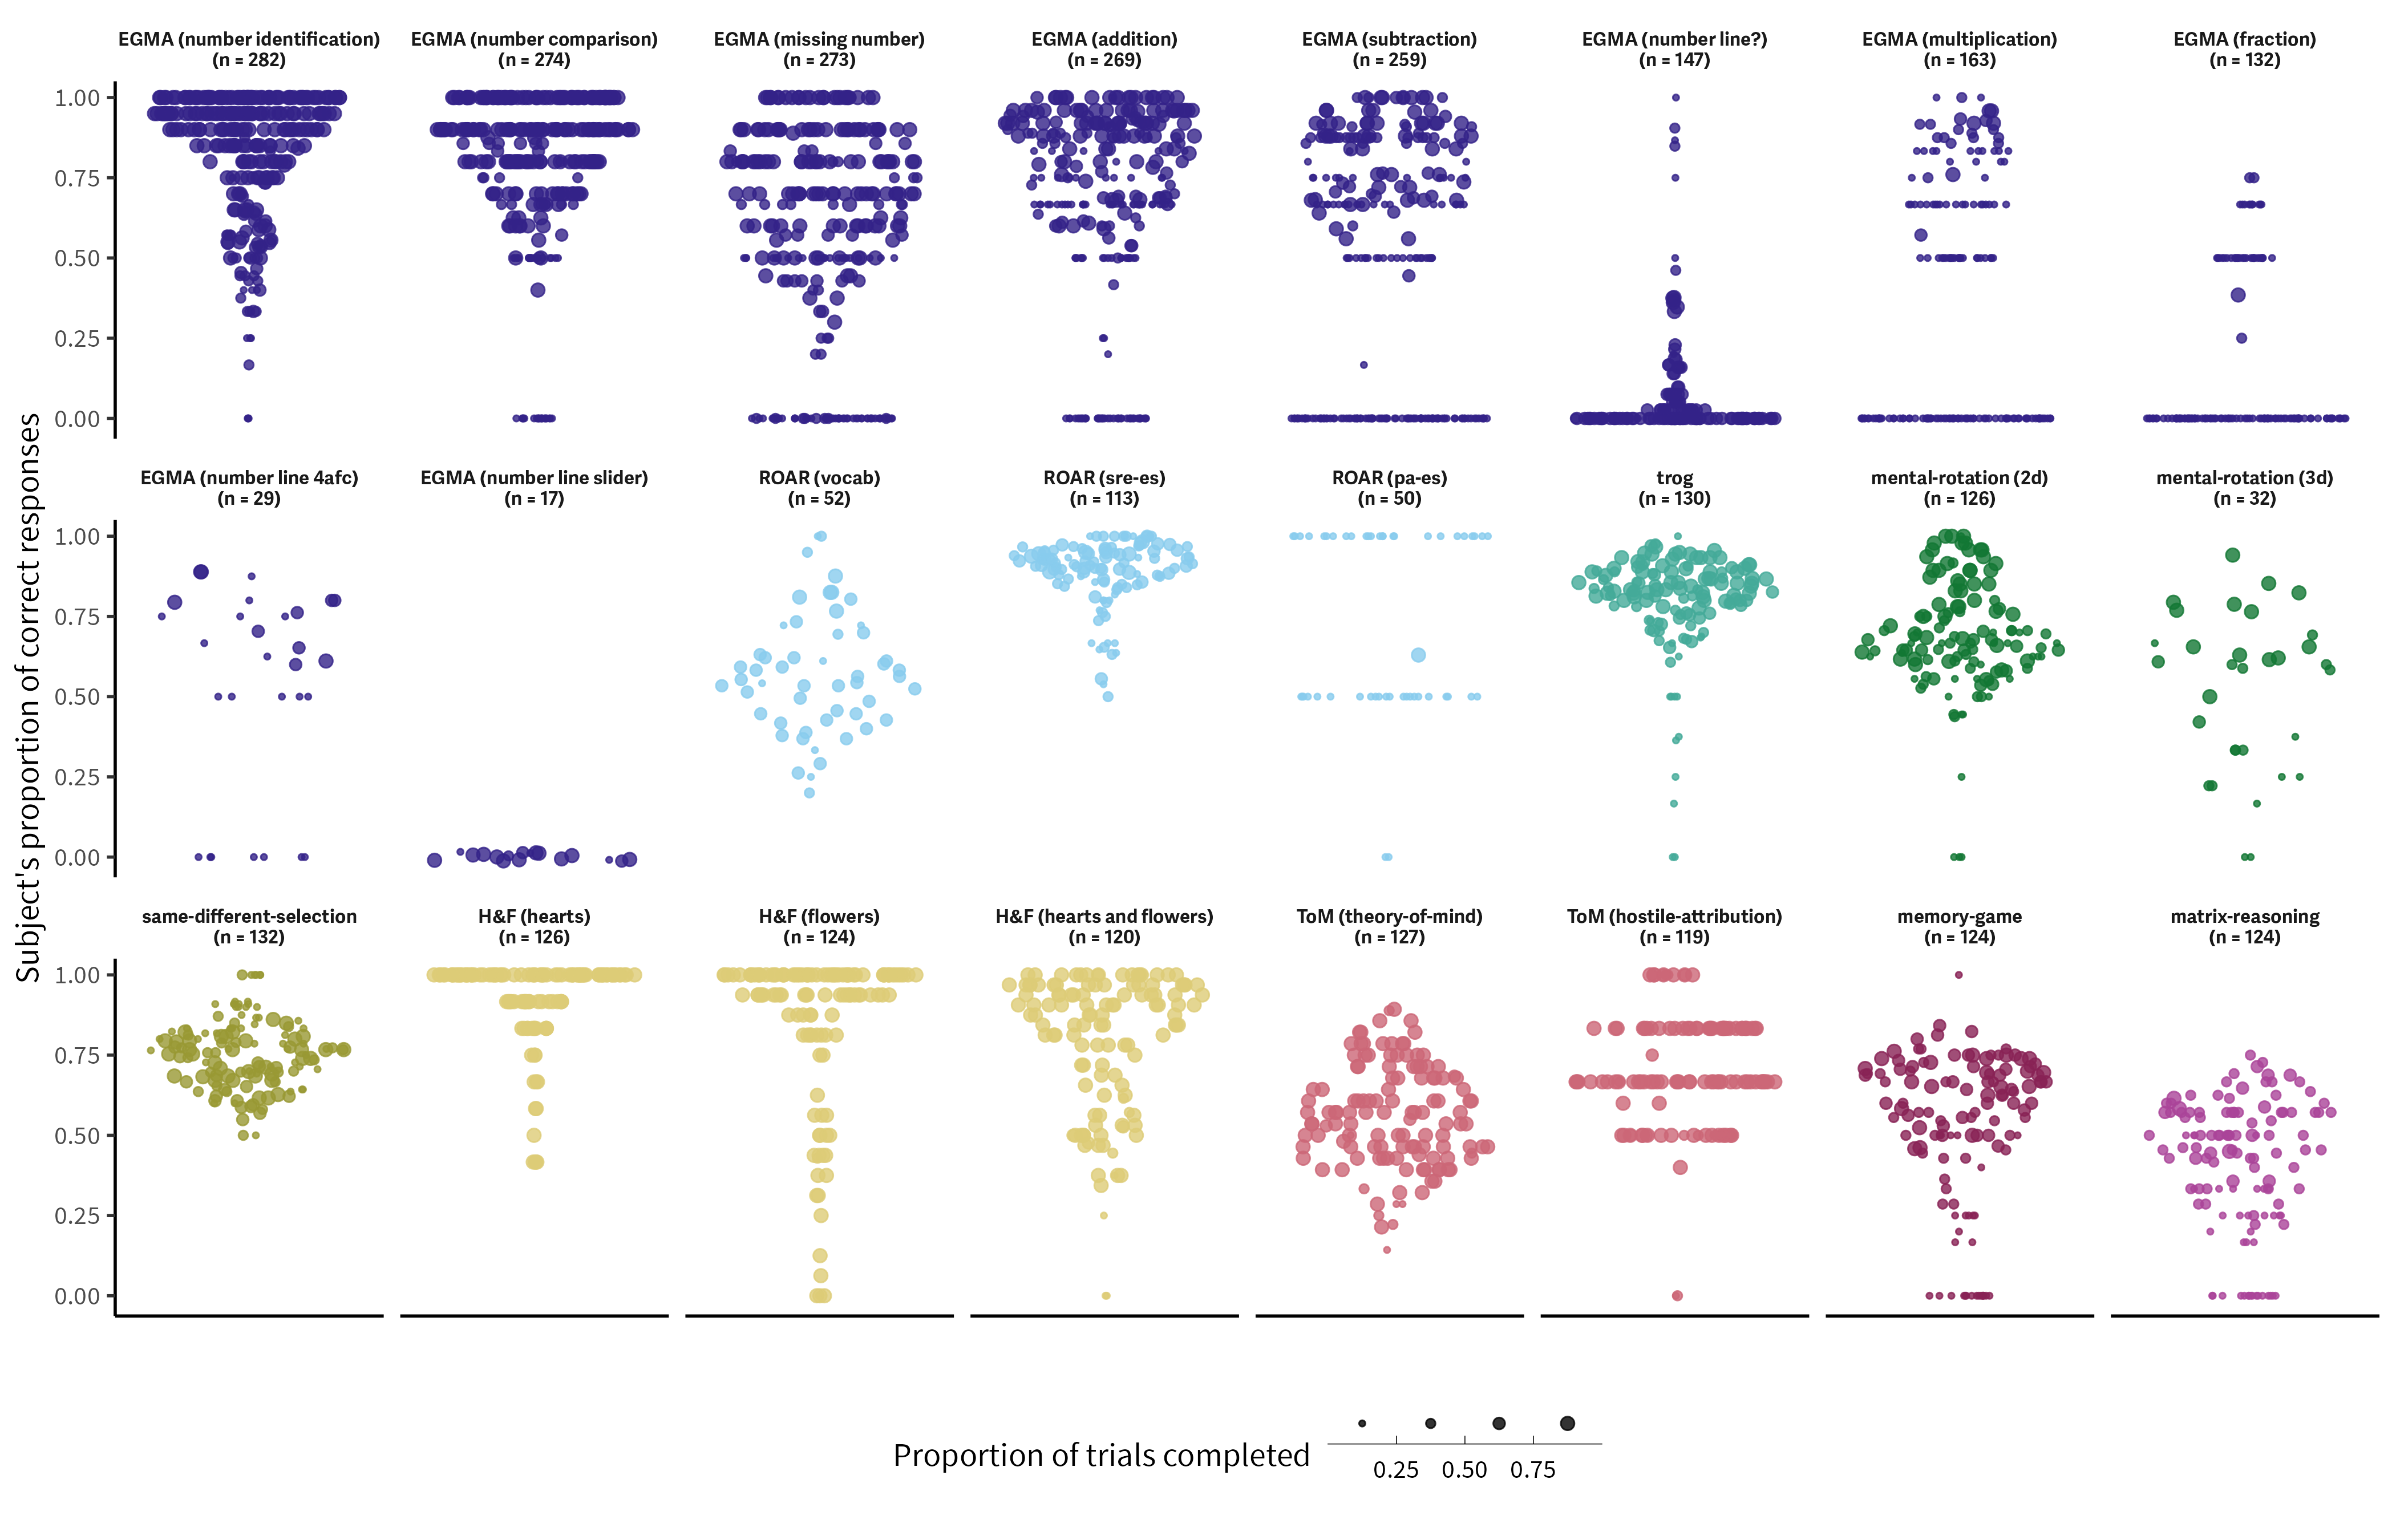 EGMA (number identification)
(n = 282)
EGMA (number comparison)
(n = 274)
EGMA (missing number)
(n = 273)
EGMA (addition)
(n = 269)
EGMA (subtraction)
(n = 259)
EGMA (number line?)
(n = 147)
EGMA (multiplication)
(n = 163)
EGMA (fraction)
(n = 132)
1.00
0.75
0.50
0.25
0.00
EGMA (number line 4afc)
(n = 29)
EGMA (number line slider)
(n = 17)
ROAR (vocab)
(n = 52)
ROAR (sre-es)
(n = 113)
ROAR (pa-es)
(n = 50)
trog
(n = 130)
mental-rotation (2d)
(n = 126)
mental-rotation (3d)
(n = 32)
1.00
0.75
0.50
0.25
0.00
same-different-selection
(n = 132)
H&F (hearts)
(n = 126)
H&F (flowers)
(n = 124)
H&F (hearts and flowers)
(n = 120)
ToM (theory-of-mind)
(n = 127)
ToM (hostile-attribution)
(n = 119)
memory-game
(n = 124)
matrix-reasoning
(n = 124)
1.00
0.75
0.50
0.25
0.00
Subject's proportion of correct responses
Proportion of trials completed
0.25 0.50 0.75